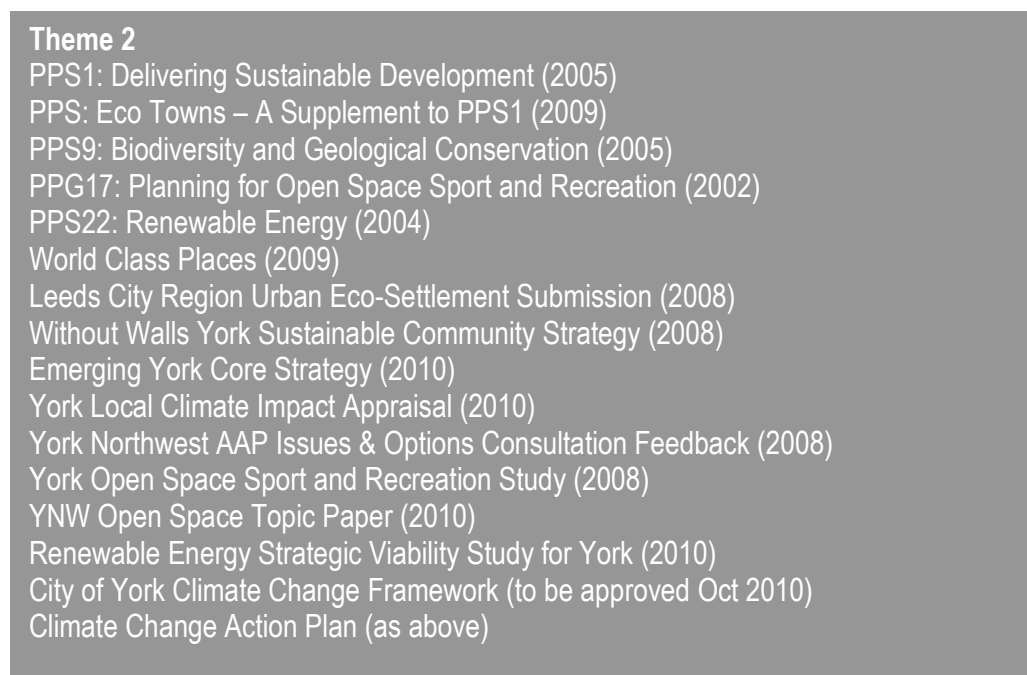 Theme 2
PPS1: Delivering Sustainable Development (2005)
PPS: Eco Towns – A Supplement to PPS1 (2009)
PPS9: Biodiversity and Geological Conservation (2005)
PPG17: Planning for Open Space Sport and Recreation (2002)
PPS22: Renewable Energy (2004)
World Class Places (2009)
Leeds City Region Urban Eco-Settlement Submission (2008)
Without Walls York Sustainable Community Strategy (2008)
Emerging York Core Strategy (2010)
York Local Climate Impact Appraisal (2010)
York Northwest AAP Issues & Options Consultation Feedback (2008)
York Open Space Sport and Recreation Study (2008)
YNW Open Space Topic Paper (2010)
Renewable Energy Strategic Viability Study for York (2010)
City of York Climate Change Framework (to be approved Oct 2010)
Climate Change Action Plan (as above)